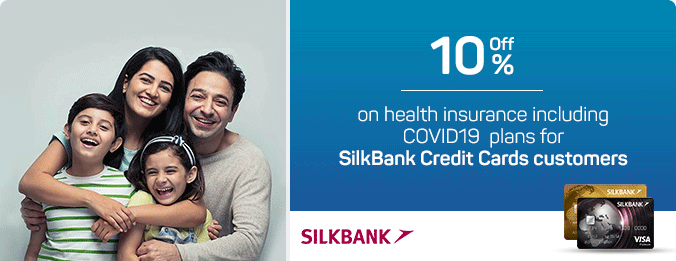 10% Off
on health insurance including
COVID19 plans for
SilkBank Credit Cards customers
SILKBANK
SILKBANK
SILKBANK
VISA